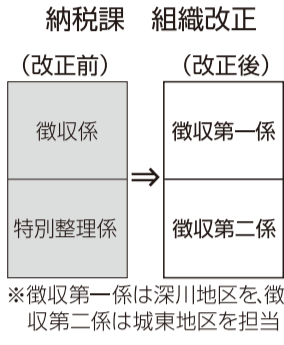 納税課　組織改正
（改正前）　（改正後）
徴収係　徴収第一係
⇒
特別整理係　徴収第二係
※徴収第一係は深川地区を、徴
収第二係は城東地区を担当